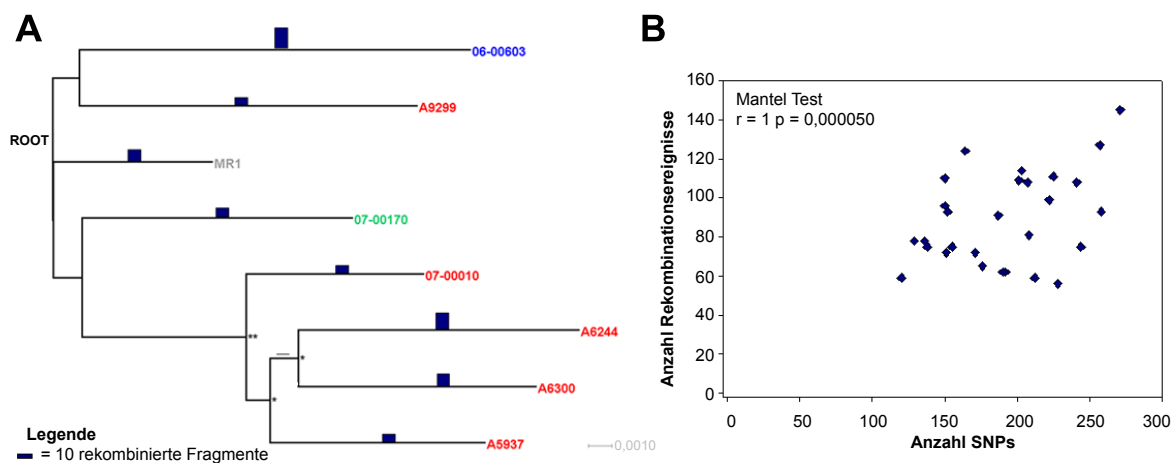 A
06-00603
A9299
ROOT
MR1
07-00170
07-00010
**
A6244
*
A6300
*
A5937
Legende
= 10 rekombinierte Fragmente
0,0010
B
Mantel Test
r = 1 p = 0,000050
Anzahl Rekombinationsereignisse
160
140
120
100
80
60
40
20
0
0 50 100 150 200 250 300
Anzahl SNPs